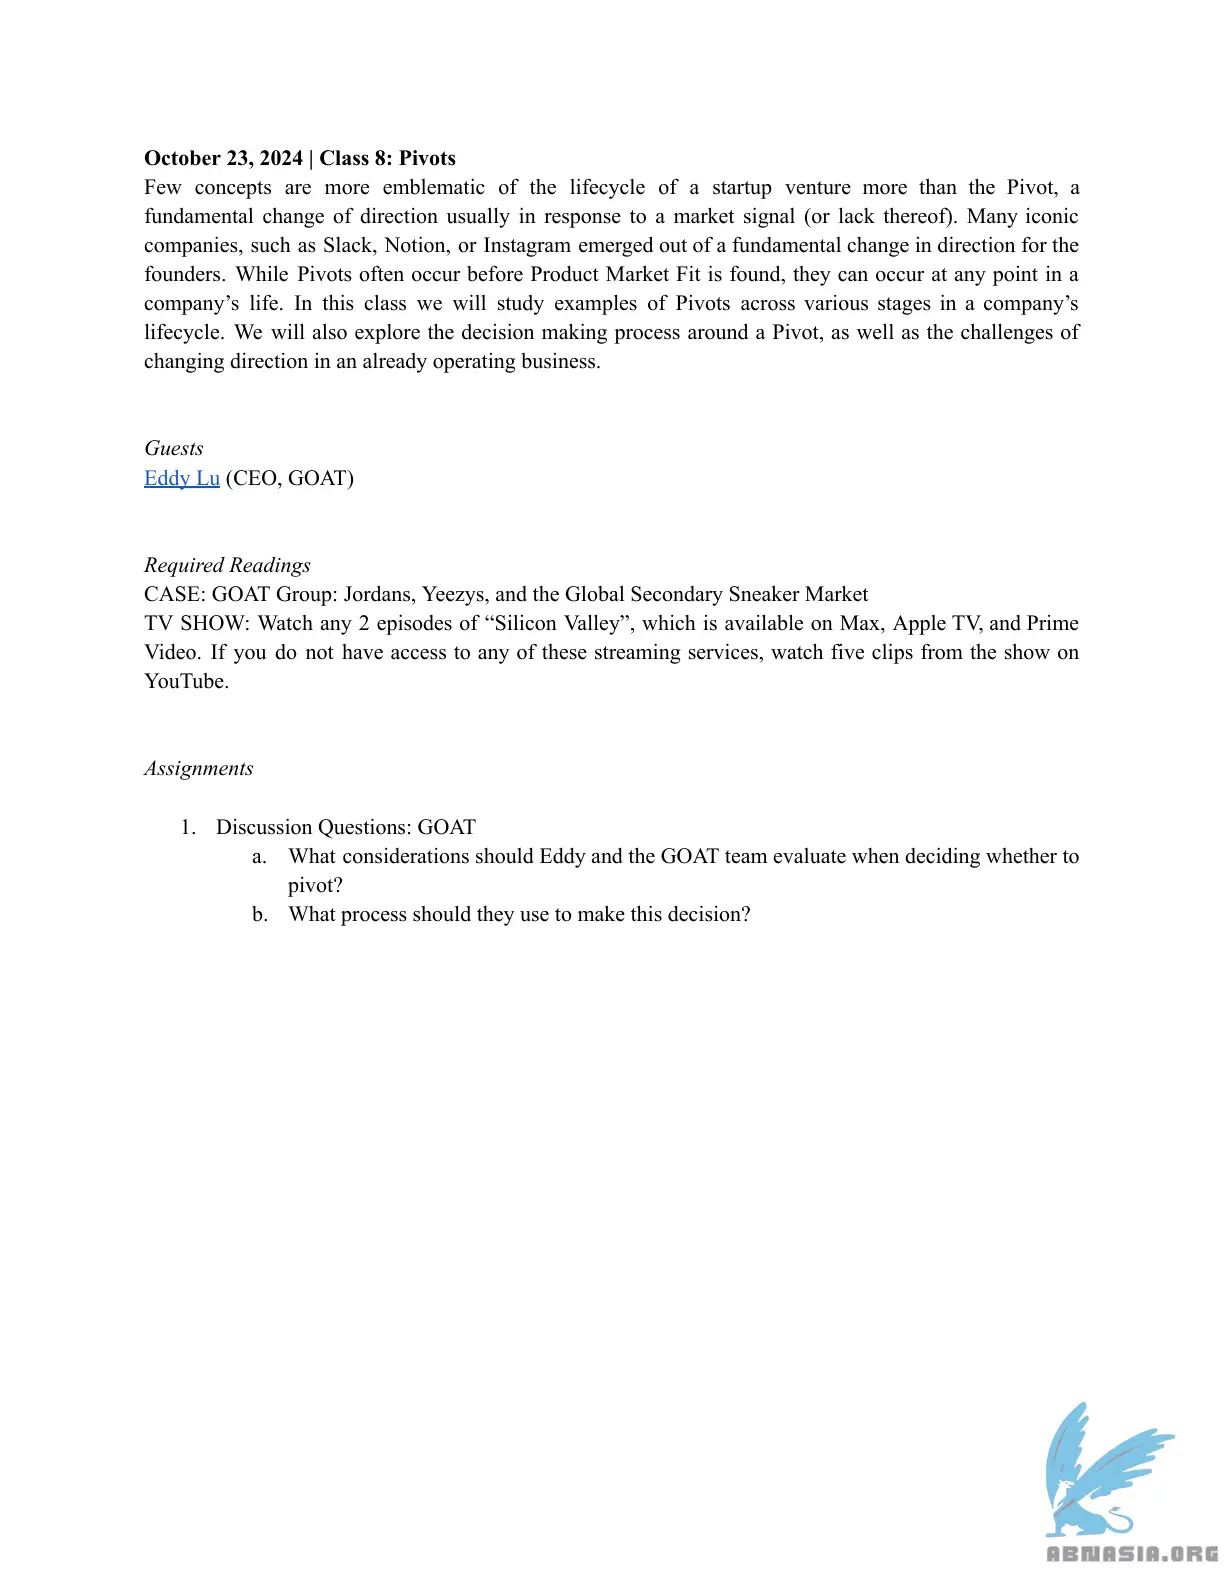 October 23, 2024 | Class 8: Pivots
Few concepts are more emblematic of the lifecycle of a startup venture more than the Pivot, a
fundamental change of direction usually in response to a market signal (or lack thereof). Many iconic
companies, such as Slack, Notion, or Instagram emerged out of a fundamental change in direction for the
founders. While Pivots often occur before Product Market Fit is found, they can occur at any point in a
company’s life. In this class we will study examples of Pivots across various stages in a company’s
lifecycle. We will also explore the decision making process around a Pivot, as well as the challenges of
changing direction in an already operating business.
Guests
Eddy Lu (CEO, GOAT)
Required Readings
CASE: GOAT Group: Jordans, Yeezys, and the Global Secondary Sneaker Market
TV SHOW: Watch any 2 episodes of “Silicon Valley”, which is available on Max, Apple TV, and Prime
Video. If you do not have access to any of these streaming services, watch five clips from the show on
YouTube.
Assignments
1. Discussion Questions: GOAT
a. What considerations should Eddy and the GOAT team evaluate when deciding whether to
pivot?
b. What process should they use to make this decision?
ABNASIA.ORG